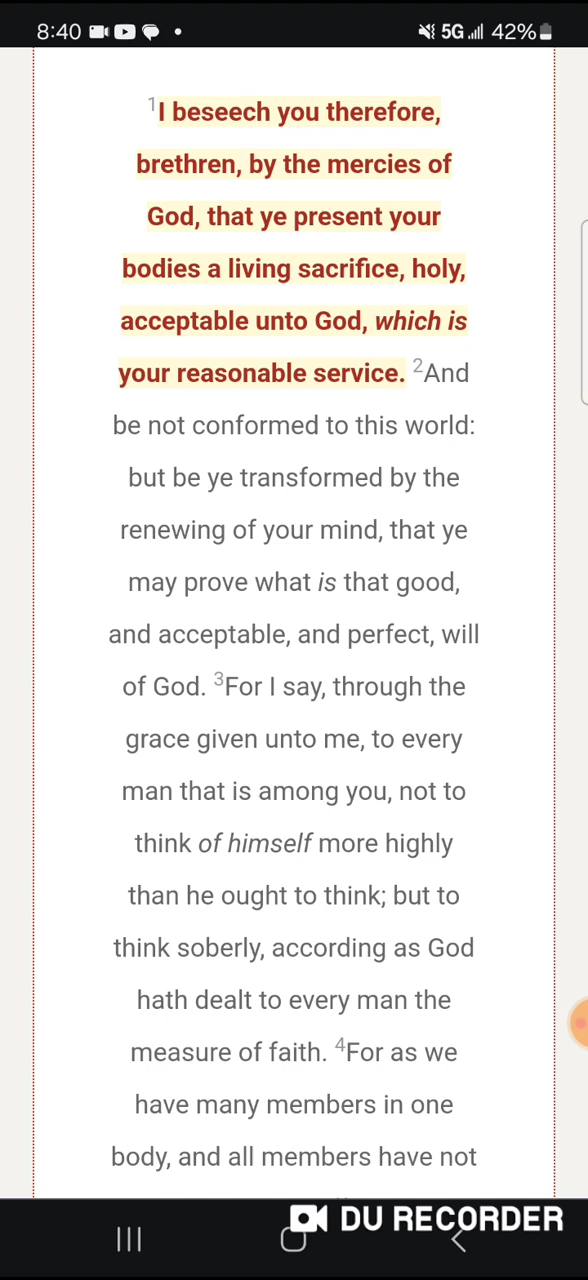 8:40 5G 42%
1I beseech you therefore,
brethren, by the mercies of
God, that ye present your
bodies a living sacrifice, holy,
acceptable unto God, which is
your reasonable service. 2And
be not conformed to this world:
but be ye transformed by the
renewing of your mind, that ye
may prove what is that good,
and acceptable, and perfect, will
of God. 3For I say, through the
grace given unto me, to every
man that is among you, not to
think of himself more highly
than he ought to think; but to
think soberly, according as God
hath dealt to every man the
measure of faith. 4For as we
have many members in one
body, and all members have not
DU RECORDER